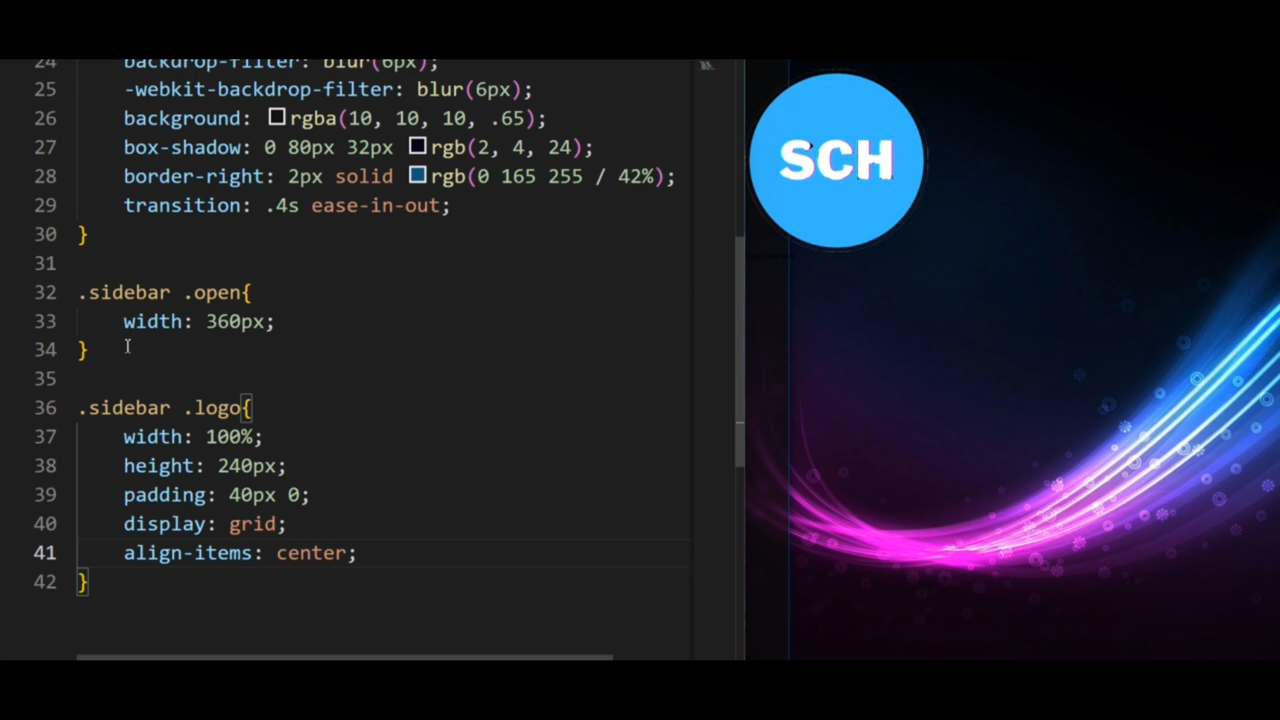 24 backdrop-filter: blur(6px);
25 -webkit-backdrop-filter: blur(6px);
26 background: rgba(10, 10, 10, .65);
27 box-shadow: 0 80px 32px rgb(2, 4, 24);
28 border-right: 2px solid rgb(0 165 255 / 42%);
29 transition: .4s ease-in-out;
30 }
31
32 .sidebar .open{
33 width: 360px;
34 }
35
36 .sidebar .logo{
37 width: 100%;
38 height: 240px;
39 padding: 40px 0;
40 display: grid;
41 align-items: center;
42 }
SCH